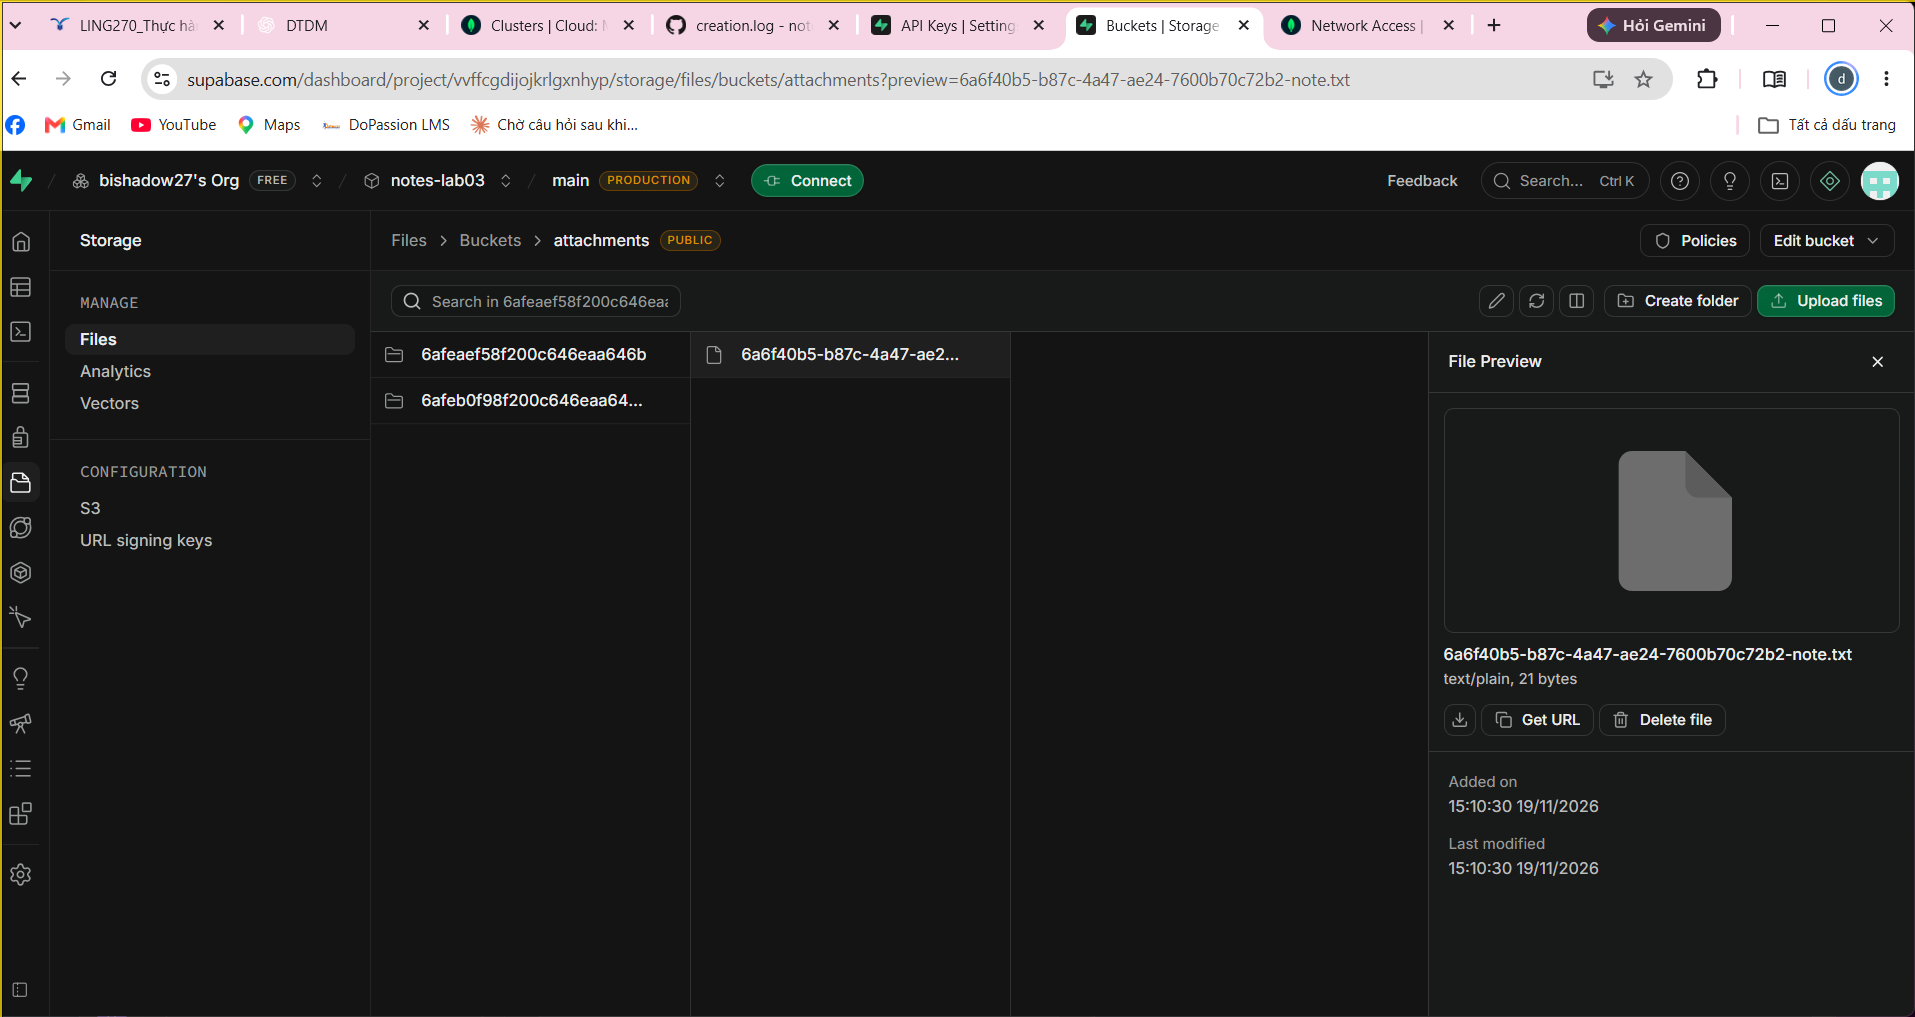 LING270_Thực hà
DTDM
Clusters | Cloud: M
creation.log - not
API Keys | Setting
Buckets | Storage
Network Access |
Hỏi Gemini
supabase.com/dashboard/project/vvffcgdijojkrlgxnhyp/storage/files/buckets/attachments?preview=6a6f40b5-b87c-4a47-ae24-7600b70c72b2-note.txt
d
Gmail
YouTube
Maps
DoPassion LMS
Chờ câu hỏi sau khi...
Tất cả dấu trang
bishadow27's Org FREE
notes-lab03
main PRODUCTION
Connect
Feedback
Search... Ctrl K
Storage
Files > Buckets > attachments PUBLIC
Policies
Edit bucket
MANAGE
Files
Analytics
Vectors
CONFIGURATION
S3
URL signing keys
Search in 6afeaef58f200c646eaa
Create folder
Upload files
6afeaef58f200c646eaa646b
6afeb0f98f200c646eaa64...
6a6f40b5-b87c-4a47-ae2...
File Preview
6a6f40b5-b87c-4a47-ae24-7600b70c72b2-note.txt
text/plain, 21 bytes
Get URL
Delete file
Added on
15:10:30 19/11/2026
Last modified
15:10:30 19/11/2026